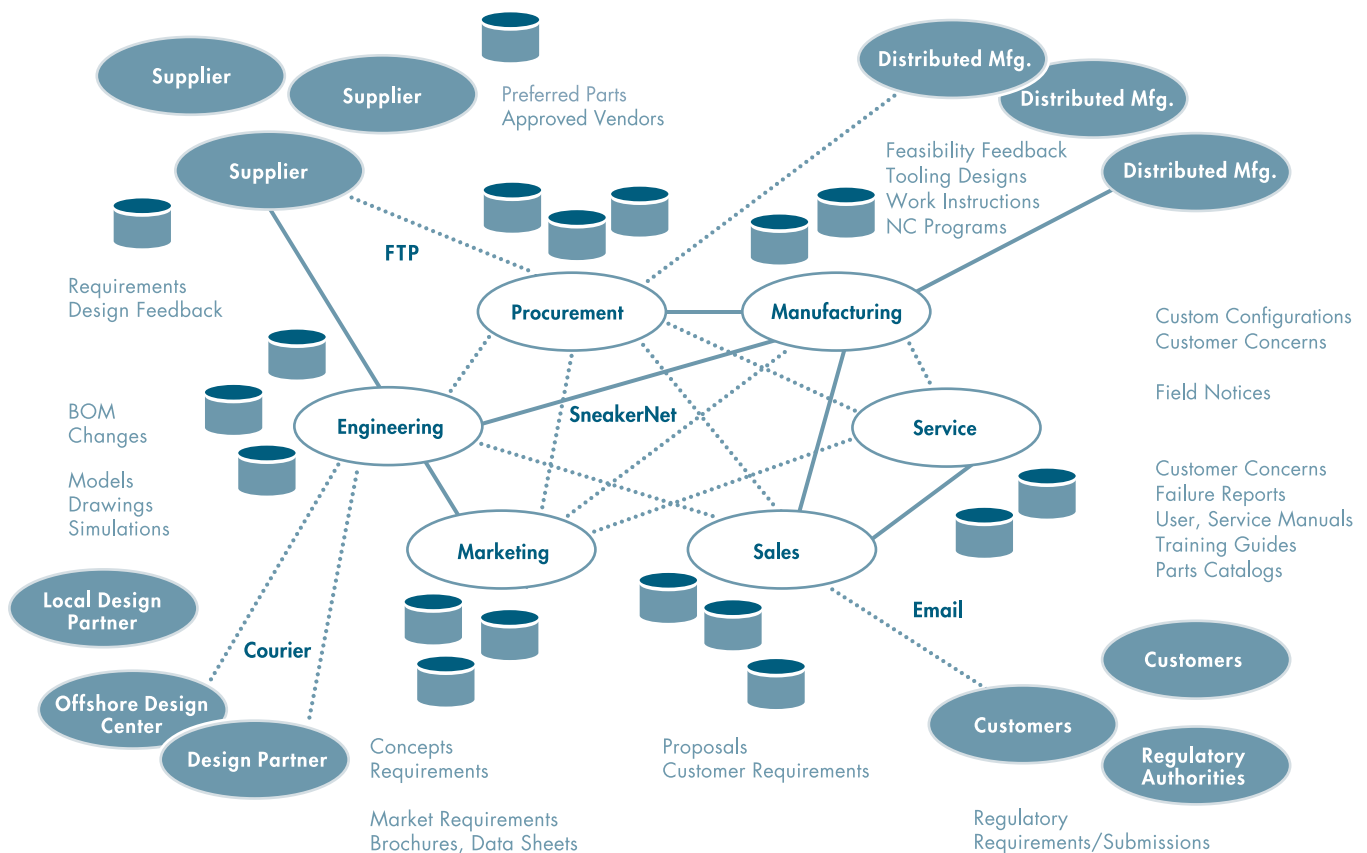 Supplier
Supplier
Preferred Parts
Approved Vendors
Distributed Mfg.
Distributed Mfg.
Distributed Mfg.
Supplier
Feasibility Feedback
Tooling Designs
Work Instructions
NC Programs
FTP
Requirements
Design Feedback
Procurement
Manufacturing
Custom Configurations
Customer Concerns
Field Notices
BOM
Changes
Engineering
SneakerNet
Service
Models
Drawings
Simulations
Customer Concerns
Failure Reports
User, Service Manuals
Training Guides
Parts Catalogs
Marketing
Sales
Local Design
Partner
Courier
Email
Offshore Design
Center
Design Partner
Customers
Customers
Regulatory
Authorities
Concepts
Requirements
Market Requirements
Brochures, Data Sheets
Proposals
Customer Requirements
Regulatory
Requirements/Submissions